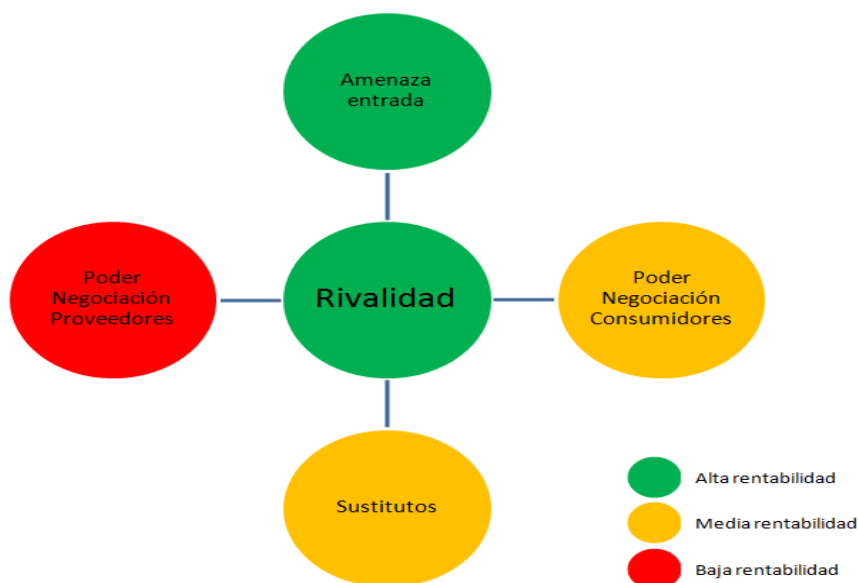 Amenaza
entrada
Poder
Negociación
Proveedores
Rivalidad
Poder
Negociación
Consumidores
Sustitutos
Alta rentabilidad
Media rentabilidad
Baja rentabilidad